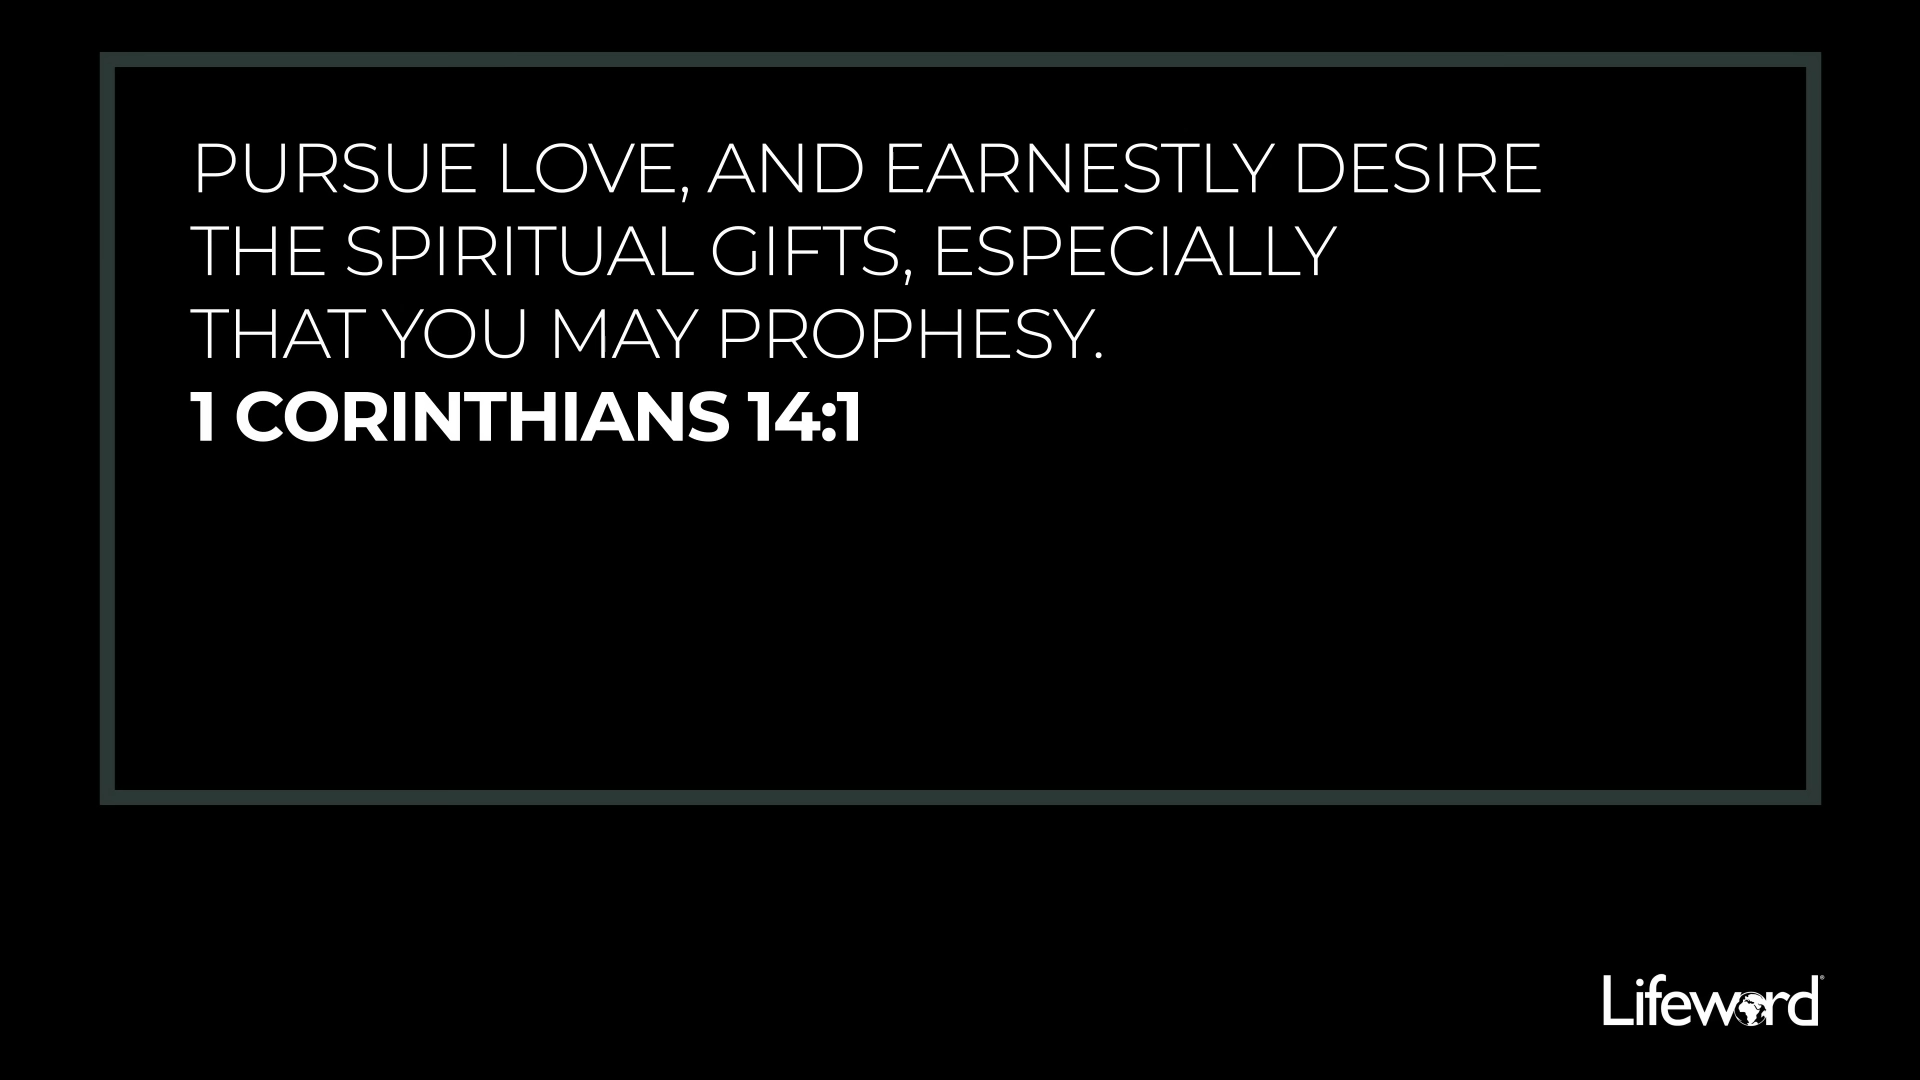 PURSUE LOVE, AND EARNESTLY DESIRE
THE SPIRITUAL GIFTS, ESPECIALLY
THAT YOU MAY PROPHESY.
1 CORINTHIANS 14:1
Lifeword®